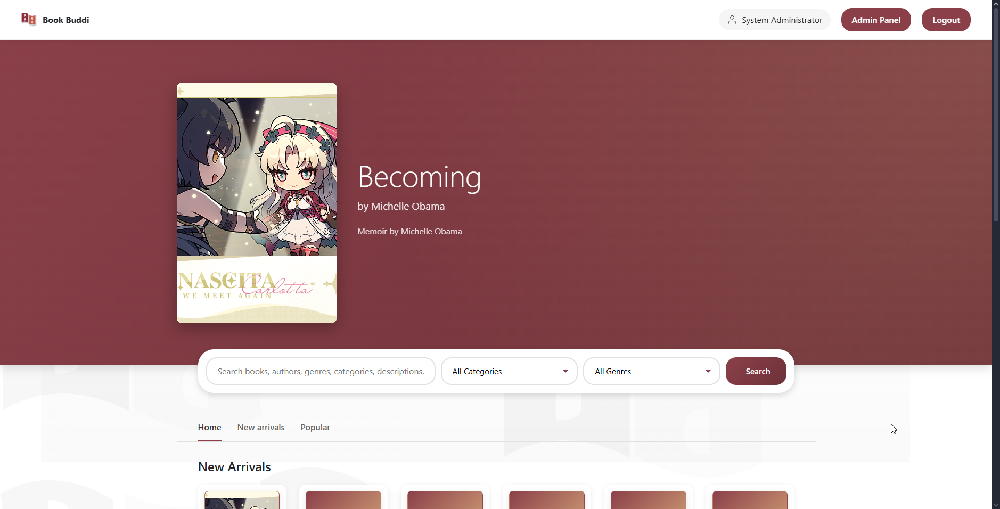 Book Buddi
System Administrator
Admin Panel
Logout
NASCITA
Carlotta
WE MEET AGAIN
Becoming
by Michelle Obama
Memoir by Michelle Obama
Search books, authors, genres, categories, descriptions.
All Categories
All Genres
Search
Home
New arrivals
Popular
New Arrivals